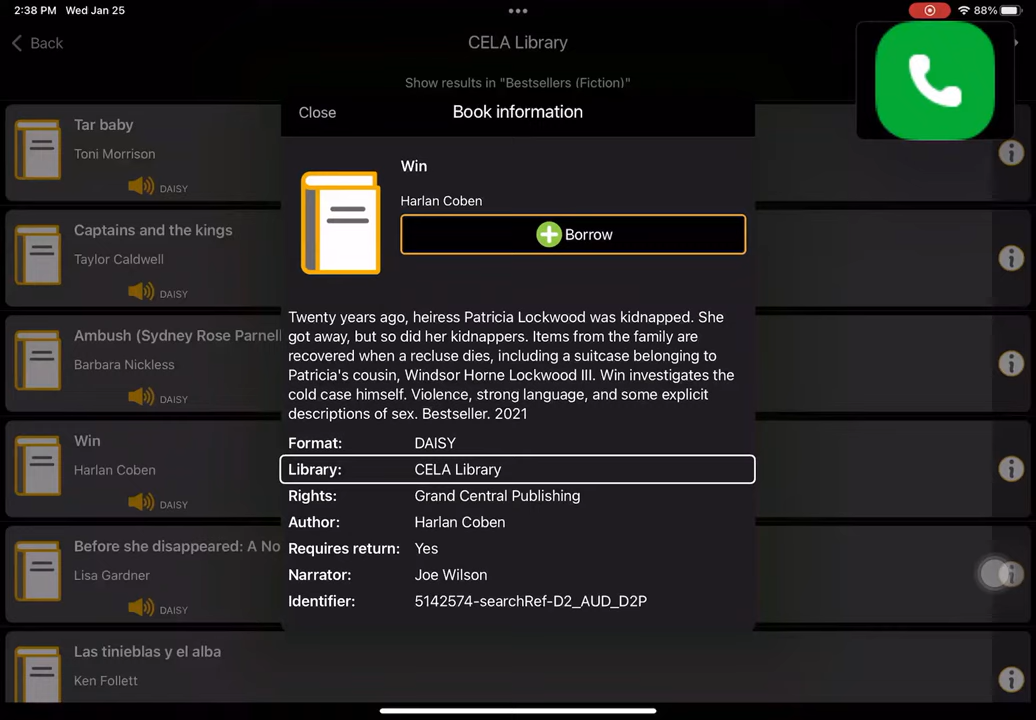 2:38 PM Wed Jan 25
88%
Back
CELA Library
Show results in "Bestsellers (Fiction)"
Close
Book information
Tar baby
Toni Morrison
DAISY
Captains and the kings
Taylor Caldwell
DAISY
Ambush (Sydney Rose Parnell
Barbara Nickless
DAISY
Win
Harlan Coben
DAISY
Before she disappeared: A No
Lisa Gardner
DAISY
Las tinieblas y el alba
Ken Follett
Win
Harlan Coben
Borrow
Twenty years ago, heiress Patricia Lockwood was kidnapped. She
got away, but so did her kidnappers. Items from the family are
recovered when a recluse dies, including a suitcase belonging to
Patricia's cousin, Windsor Horne Lockwood III. Win investigates the
cold case himself. Violence, strong language, and some explicit
descriptions of sex. Bestseller. 2021
Format: DAISY
Library: CELA Library
Rights: Grand Central Publishing
Author: Harlan Coben
Requires return: Yes
Narrator: Joe Wilson
Identifier: 5142574-searchRef-D2_AUD_D2P